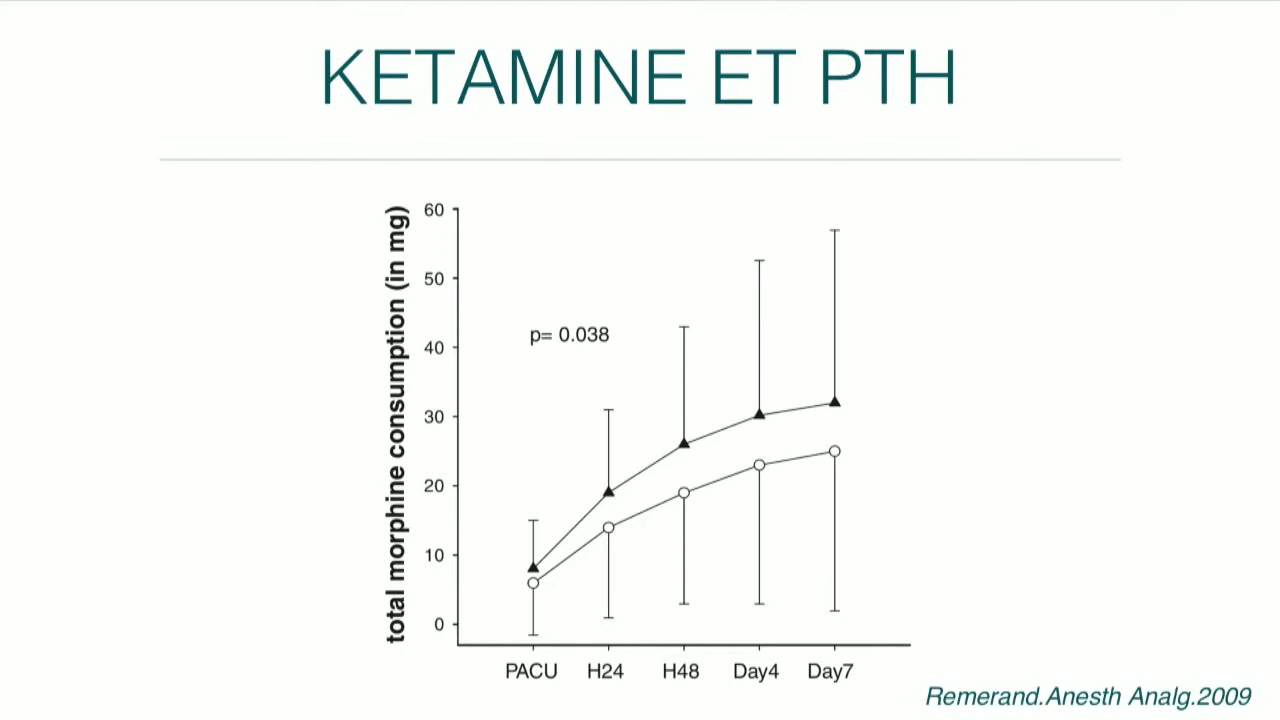 KETAMINE ET PTH
total morphine consumption (in mg)
60
50
40
30
20
10
0
p= 0.038
PACU H24 H48 Day4 Day7
Remerand.Anesth Analg.2009